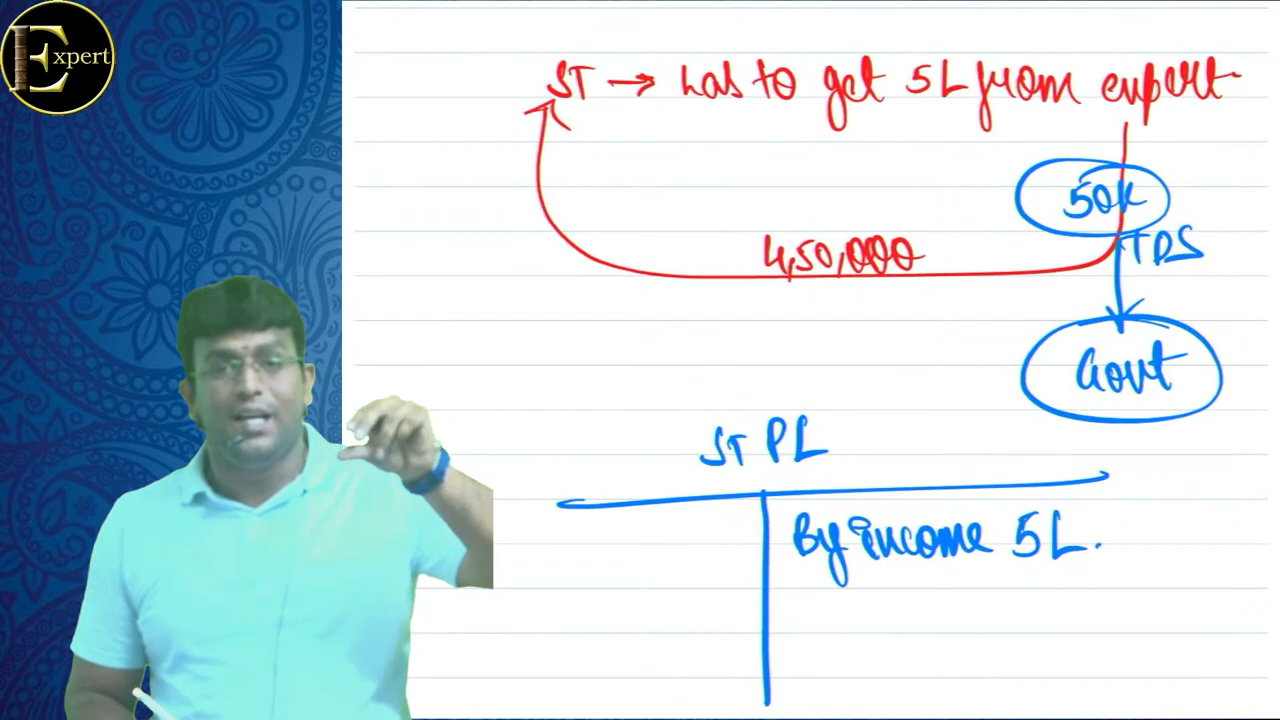 Expert
ST → has to get 5L from expert
50k
TDS
4,50,000
Govt
ST PL
By income 5L.